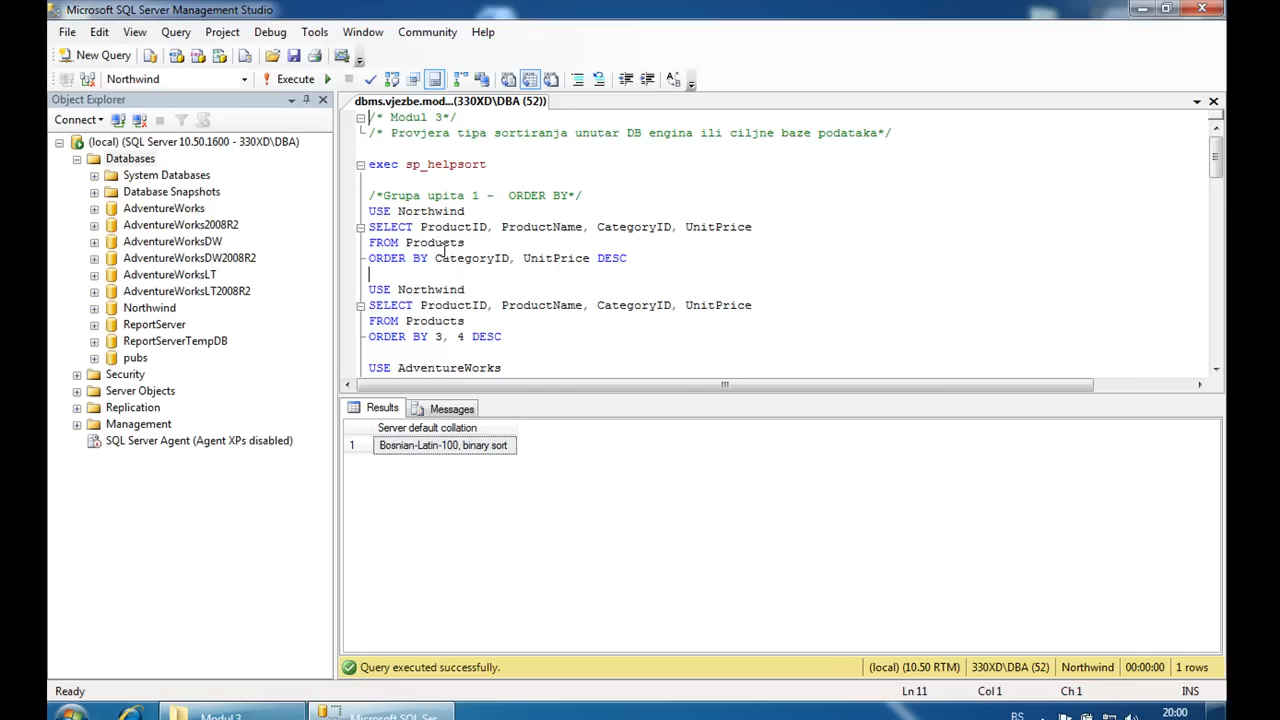 Microsoft SQL Server Management Studio
File Edit View Query Project Debug Tools Window Community Help
New Query
Northwind Execute
Object Explorer
Connect
(local) (SQL Server 10.50.1600 - 330XD\DBA)
Databases
System Databases
Database Snapshots
AdventureWorks
AdventureWorks2008R2
AdventureWorksDW
AdventureWorksDW2008R2
AdventureWorksLT
AdventureWorksLT2008R2
Northwind
ReportServer
ReportServerTempDB
pubs
Security
Server Objects
Replication
Management
SQL Server Agent (Agent XPs disabled)
dbms.vjezbe.mod...(330XD\DBA (52))
/* Modul 3*/
/* Provjera tipa sortiranja unutar DB engina ili ciljne baze podataka*/
exec sp_helpsort
/*Grupa upita 1 - ORDER BY*/
USE Northwind
SELECT ProductID, ProductName, CategoryID, UnitPrice
FROM Products
ORDER BY CategoryID, UnitPrice DESC
USE Northwind
SELECT ProductID, ProductName, CategoryID, UnitPrice
FROM Products
ORDER BY 3, 4 DESC
USE AdventureWorks
Results Messages
Server default collation
1 Bosnian-Latin-100, binary sort
Query executed successfully. (local) (10.50 RTM) 330XD\DBA (52) Northwind 00:00:00 1 rows
Ready Ln 11 Col 1 Ch 1 INS
Modul 3 Microsoft SQL Ser... BS 20:00